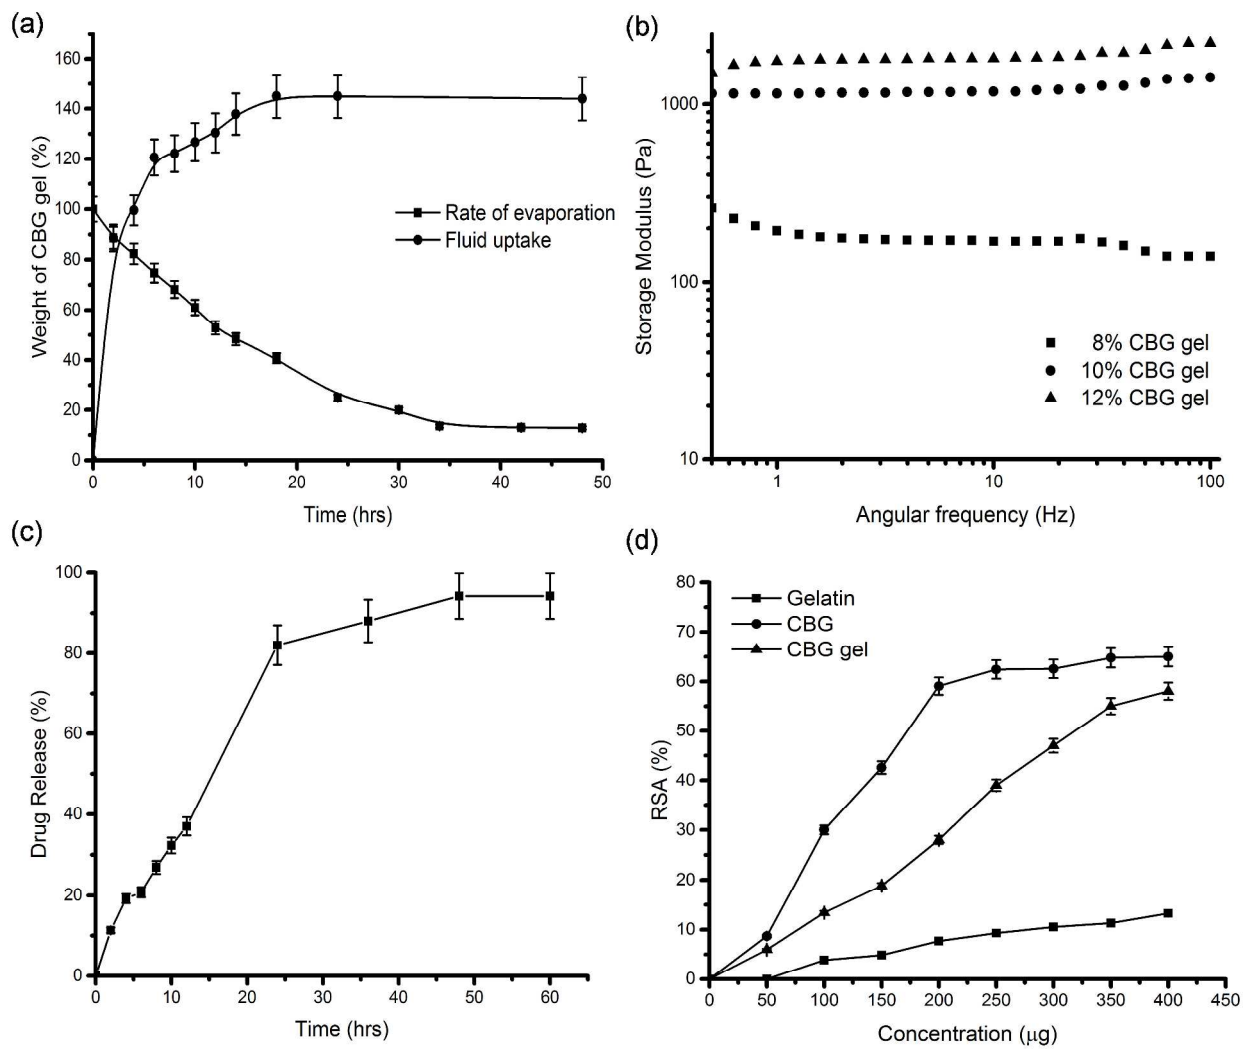 (a)
160
140
120
100
80
60
40
20
0
Weight of CBG gel (%)
Rate of evaporation
Fluid uptake
0 10 20 30 40 50
Time (hrs)
(b)
1000
100
10
Storage Modulus (Pa)
8% CBG gel
10% CBG gel
12% CBG gel
1 10 100
Angular frequency (Hz)
(c)
100
80
60
40
20
0
Drug Release (%)
0 10 20 30 40 50 60
Time (hrs)
(d)
80
70
60
50
40
30
20
10
0
RSA (%)
Gelatin
CBG
CBG gel
0 50 100 150 200 250 300 350 400 450
Concentration (μg)